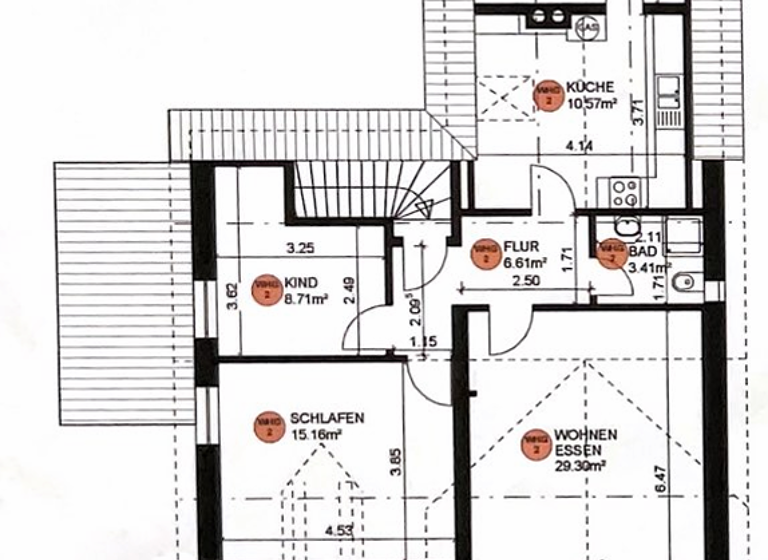 GAS
WHG
2
KÜCHE
10.57m²
3.71
4.14
WHG
2
FLUR
6.61m²
2.50
1.71
WHG
2
2.11
BAD
3.41m²
1.71
3.25
WHG
2
KIND
8.71m²
3.62
2.49
2.09⁵
1.15
WHG
2
SCHLAFEN
15.16m²
3.85
4.53
WHG
2
WOHNEN
ESSEN
29.30m²
6.47